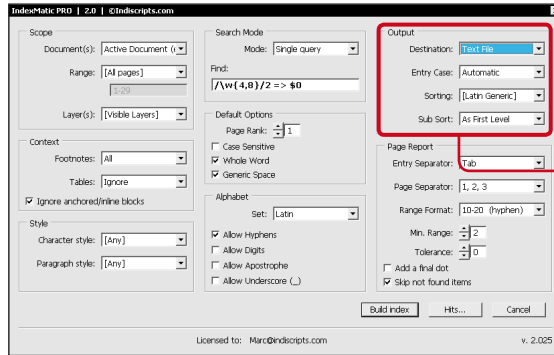 IndexMatic PRO | 2.0 | ©Indiscripts.com
Scope
Document(s): Active Document (
Range: [All pages]
1-29
Layer(s): [Visible Layers]
Context
Footnotes: All
Tables: Ignore
Ignore anchored/inline blocks
Style
Character style: [Any]
Paragraph style: [Any]
Search Mode
Mode: Single query
Find:
/\w{4,8}/2 => $0
Default Options
Page Rank: 1
Case Sensitive
Whole Word
Generic Space
Alphabet
Set: Latin
Allow Hyphens
Allow Digits
Allow Apostrophe
Allow Underscore (_)
Output
Destination: Text File
Entry Case: Automatic
Sorting: [Latin Generic]
Sub Sort: As First Level
Page Report
Entry Separator: Tab
Page Separator: 1, 2, 3
Range Format: 10-20 (hyphen)
Min. Range: 2
Tolerance: 0
Add a final dot
Skip not found items
Build index Hits... Cancel
Licensed to: Marc@indiscripts.com v. 2.025